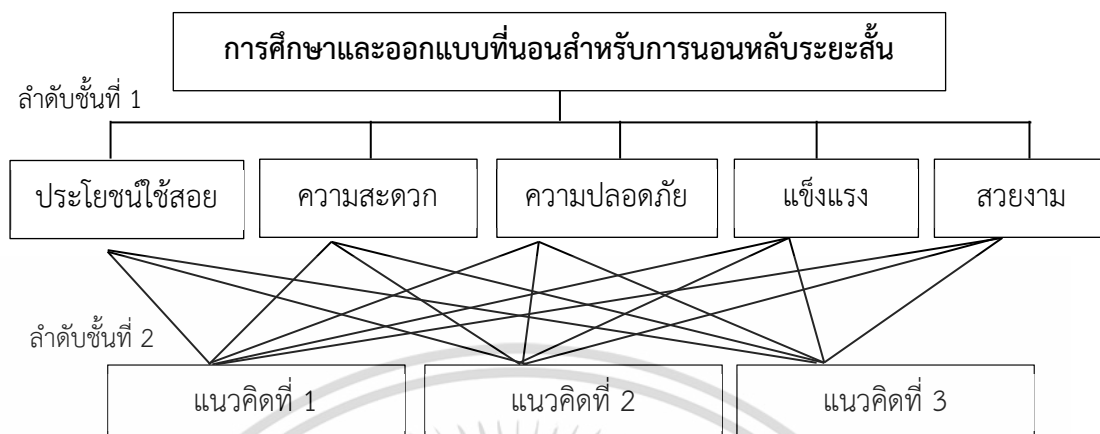 การศึกษาและออกแบบที่นอนสำหรับการนอนหลับระยะสั้น
ลำดับชั้นที่ 1
ประโยชน์ใช้สอย
ความสะดวก
ความปลอดภัย
แข็งแรง
สวยงาม
ลำดับชั้นที่ 2
แนวคิดที่ 1
แนวคิดที่ 2
แนวคิดที่ 3